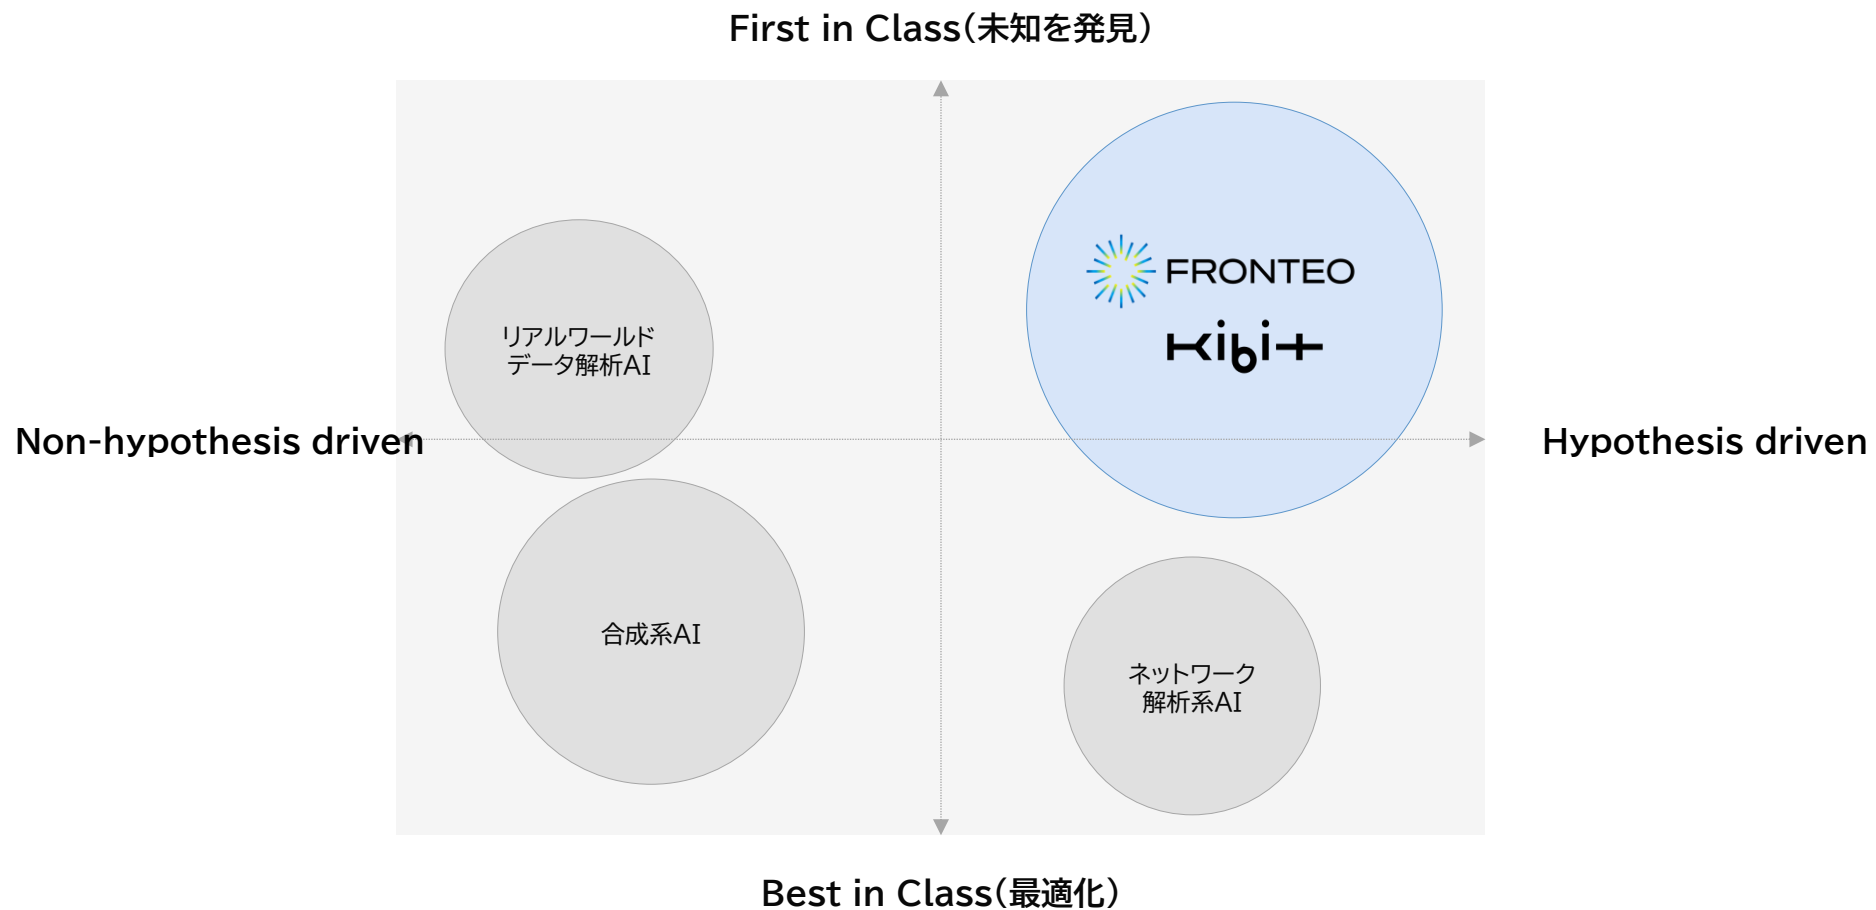 First in Class(未知を発見)
FRONTEO
kibit
リアルワールド
データ解析AI
Non-hypothesis driven
Hypothesis driven
合成系AI
ネットワーク
解析系AI
Best in Class(最適化)